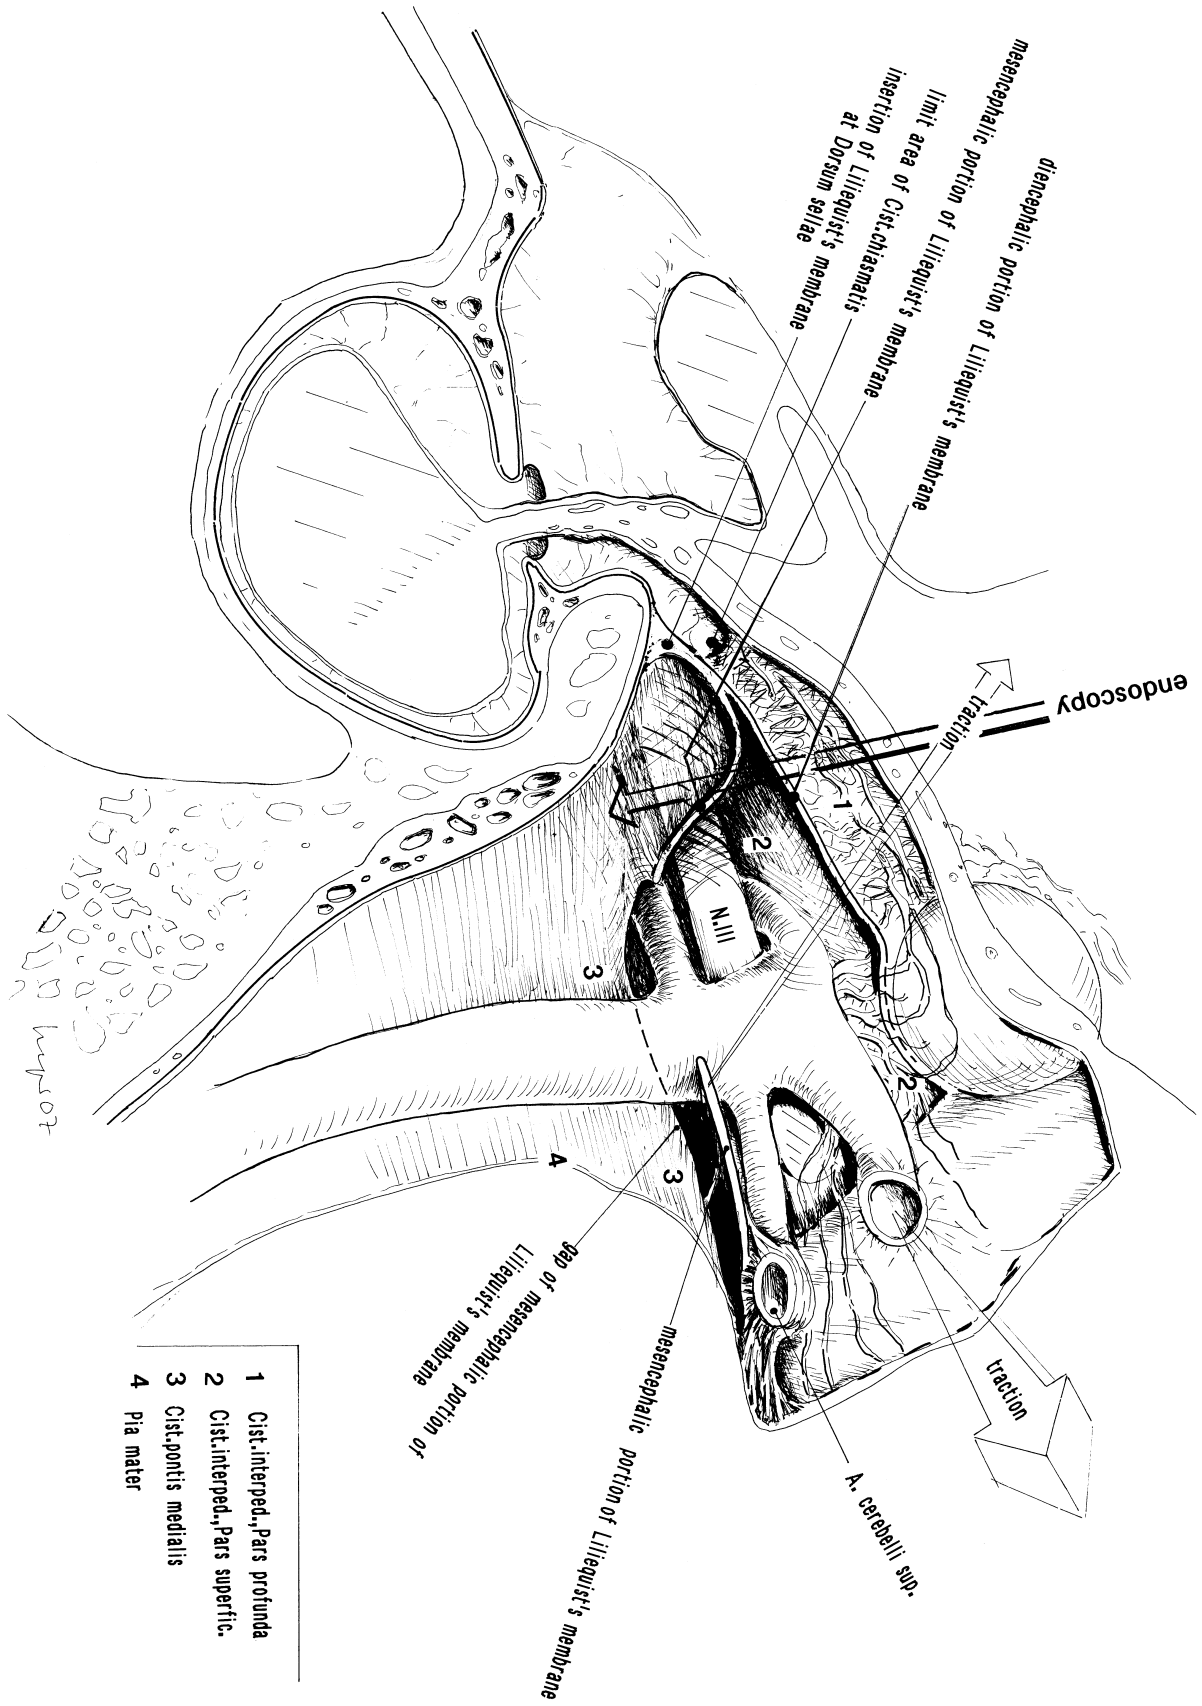 mesencephalic portion of Liliequist's membrane
limit area of Cist.chiasmatis
insertion of Liliequist's membrane
at Dorsum sellae
diencephalic portion of Liliequist's membrane
endoscopy
traction
1
2
N.III
3
2
3
4
gap of mesencephalic portion of
Liliequist's membrane
mesencephalic portion of Liliequist's membrane
A. cerebelli sup.
traction
1 Cist.interped.,Pars profunda
2 Cist.interped.,Pars superfic.
3 Cist.pontis medialis
4 Pia mater